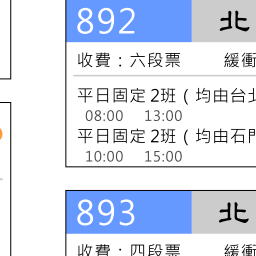 892 北
收費：六段票 緩衝
平日固定 2班 ( 均由台北
08:00 13:00
平日固定 2班 ( 均由石門
10:00 15:00
893 北
收費：四段票 緩衝